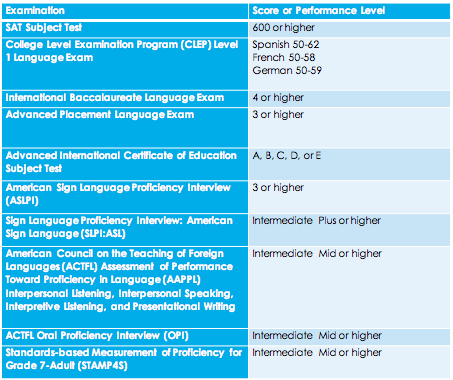 Examination Score or Performance Level
SAT Subject Test 600 or higher
College Level Examination Program (CLEP) Level Spanish 50-62
1 Language Exam French 50-58
German 50-59
International Baccalaureate Language Exam 4 or higher
Advanced Placement Language Exam 3 or higher
Advanced International Certificate of Education A, B, C, D, or E
Subject Test
American Sign Language Proficiency Interview 3 or higher
(ASLPI)
Sign Language Proficiency Interview: American Intermediate Plus or higher
Sign Language (SLPI:ASL)
American Council on the Teaching of Foreign Intermediate Mid or higher
Languages (ACTFL) Assessment of Performance
Toward Proficiency in Language (AAPPL)
Interpersonal Listening, Interpersonal Speaking,
Interpretive Listening, and Presentational Writing
ACTFL Oral Proficiency Interview (OPI) Intermediate Mid or higher
Standards-based Measurement of Proficiency for Intermediate Mid or higher
Grade 7-Adult (STAMP4S)